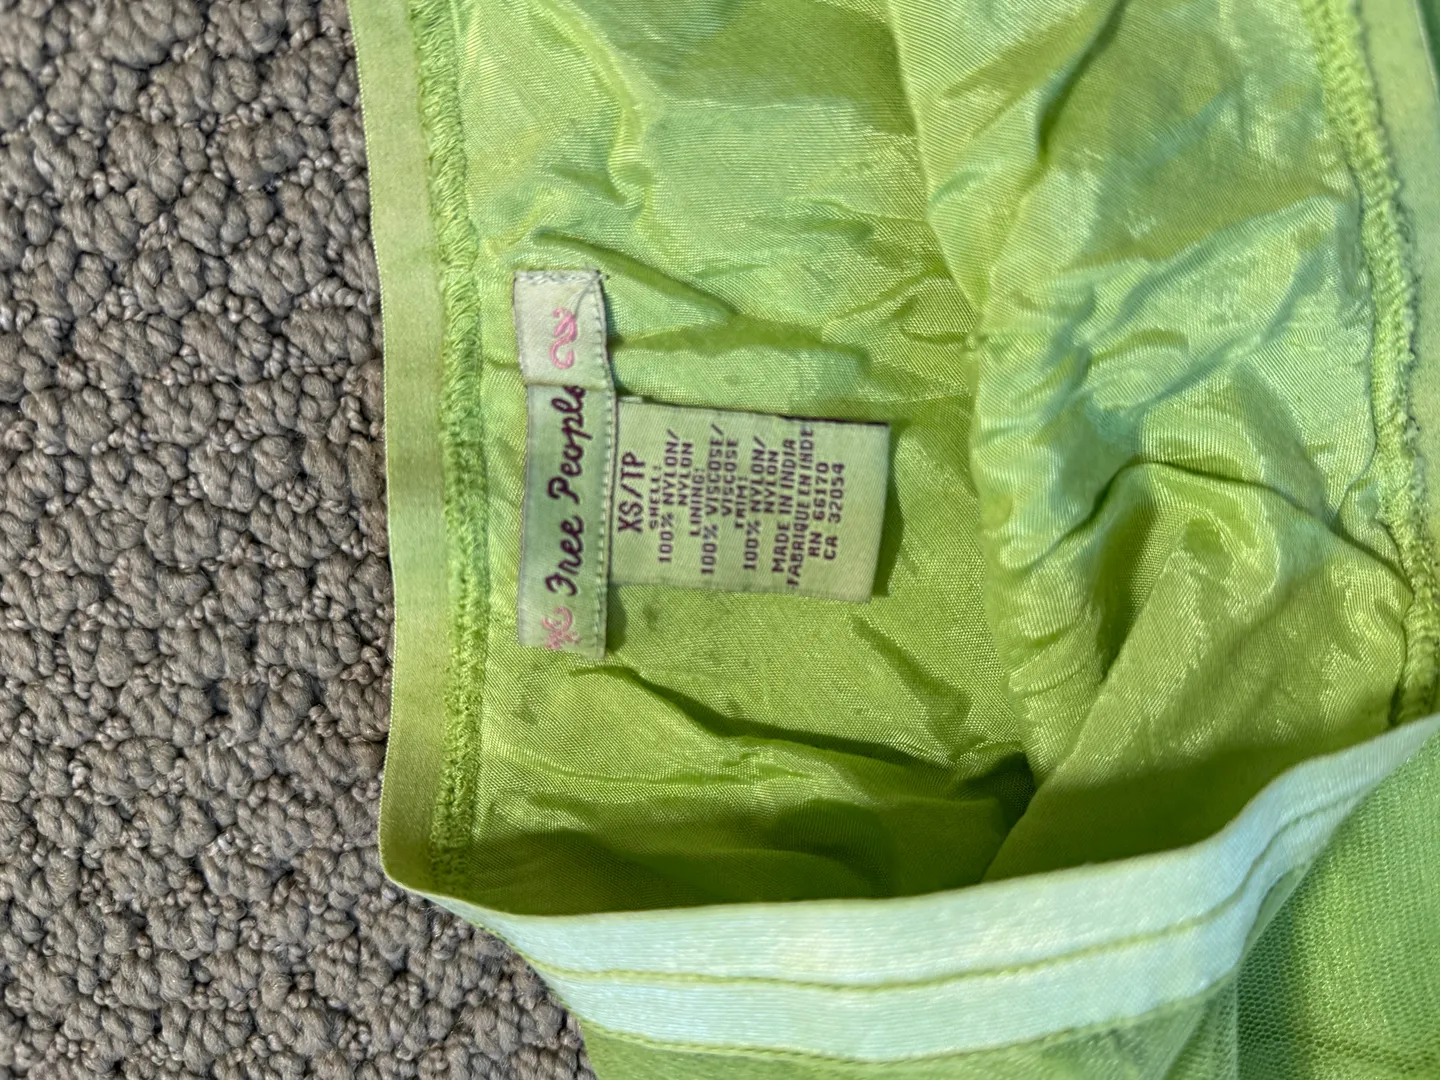 Free People
XS/TP
SHELL:
100% NYLON/
NYLON
LINING:
100% VISCOSE/
VISCOSE
TRIM:
100% NYLON/
NYLON
MADE IN INDIA
FABRIQUE EN INDE
RN 66170
CA 32054